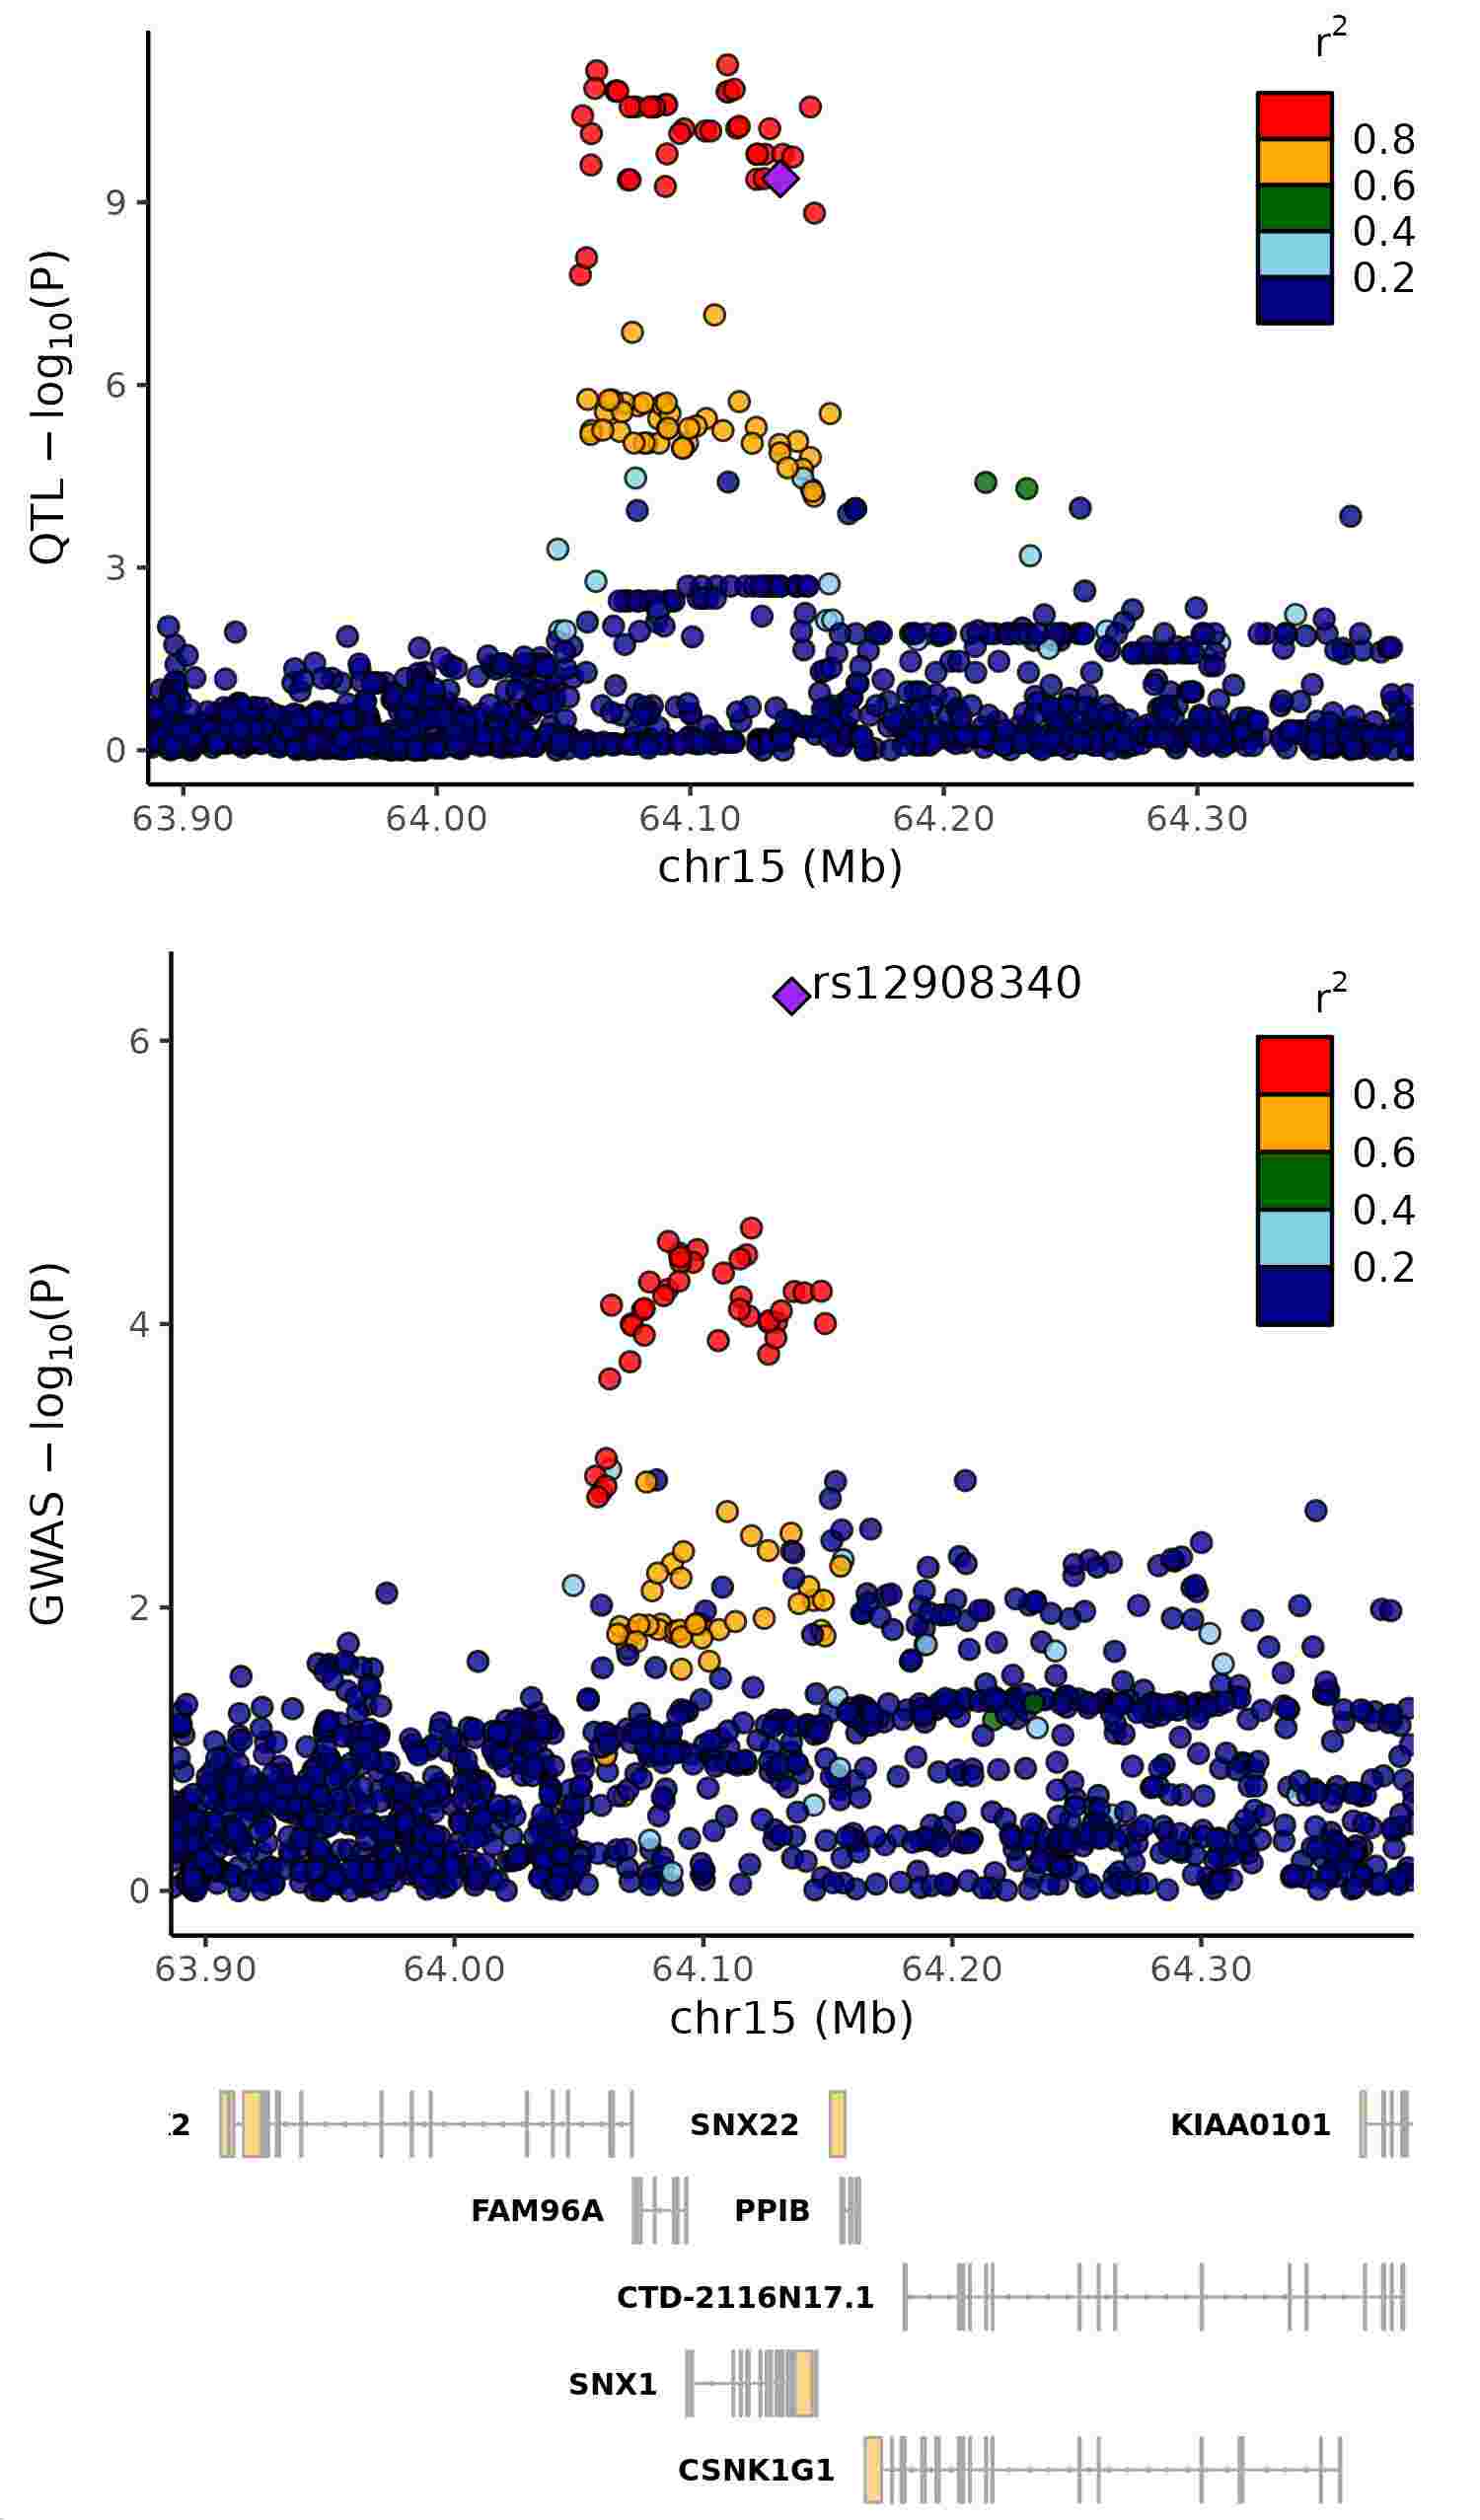 r²
0.8
0.6
0.4
0.2
QTL −log₁₀(P)
9
6
3
0
63.90 64.00 64.10 64.20 64.30
chr15 (Mb)
rs12908340
r²
0.8
0.6
0.4
0.2
GWAS −log₁₀(P)
6
4
2
0
63.90 64.00 64.10 64.20 64.30
chr15 (Mb)
2 SNX22 KIAA0101
FAM96A PPIB
CTD-2116N17.1
SNX1
CSNK1G1